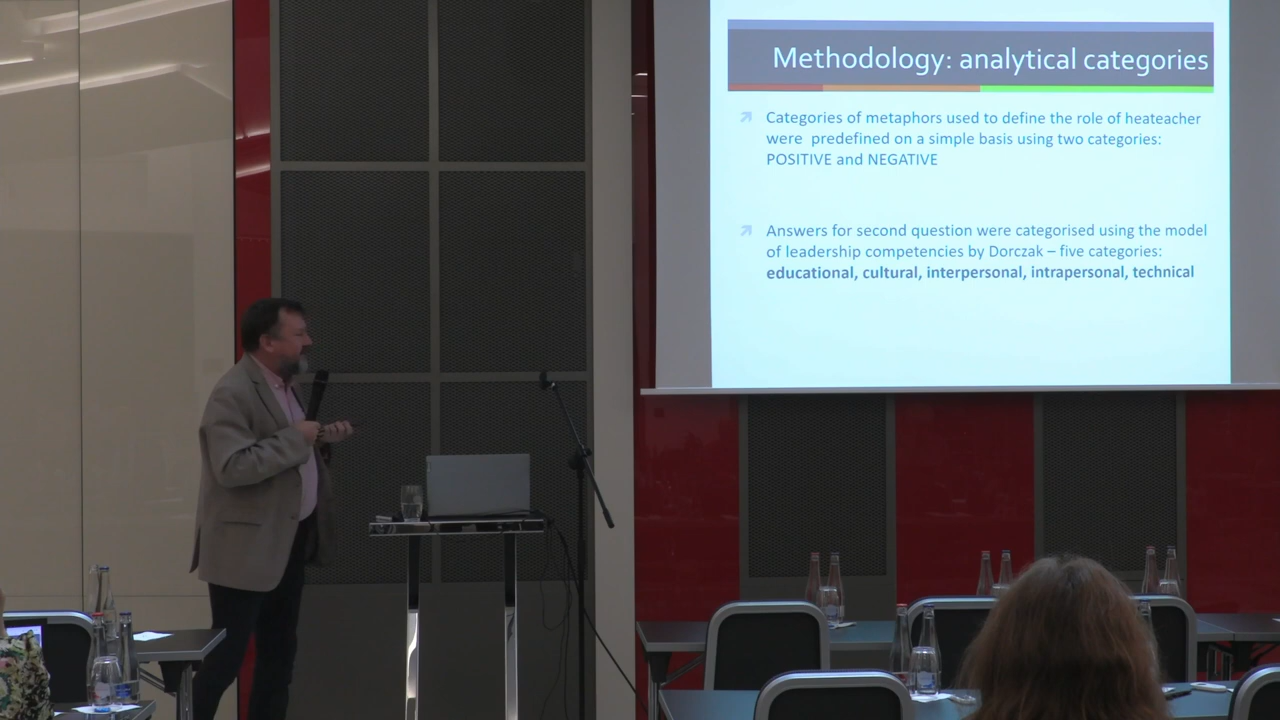 Methodology: analytical categories
Categories of metaphors used to define the role of heateacher
were predefined on a simple basis using two categories:
POSITIVE and NEGATIVE
Answers for second question were categorised using the model
of leadership competencies by Dorczak – five categories:
educational, cultural, interpersonal, intrapersonal, technical